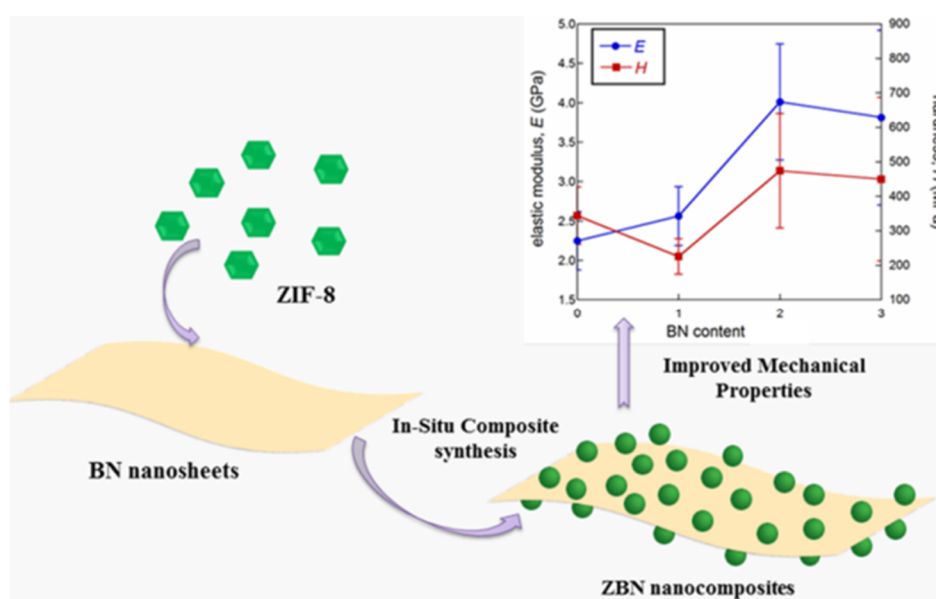 ZIF-8
BN nanosheets
In-Situ Composite
synthesis
ZBN nanocomposites
Improved Mechanical
Properties
E
H
elastic modulus, E (GPa)
5.0
4.5
4.0
3.5
3.0
2.5
2.0
1.5
900
800
700
600
500
400
300
200
100
0
1
2
3
BN content